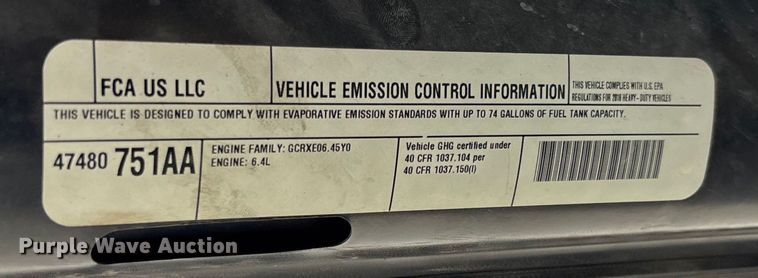 FCA US LLC
VEHICLE EMISSION CONTROL INFORMATION
THIS VEHICLE COMPLIES WITH U.S. EPA
REGULATIONS FOR 2016 HEAVY-DUTY VEHICLES
THIS VEHICLE IS DESIGNED TO COMPLY WITH EVAPORATIVE EMISSION STANDARDS WITH UP TO 74 GALLONS OF FUEL TANK CAPACITY.
47480 751AA
ENGINE FAMILY: GCRXE06.45Y0
ENGINE: 6.4L
Vehicle GHG certified under
40 CFR 1037.104 per
40 CFR 1037.150(l)
Purple Wave Auction